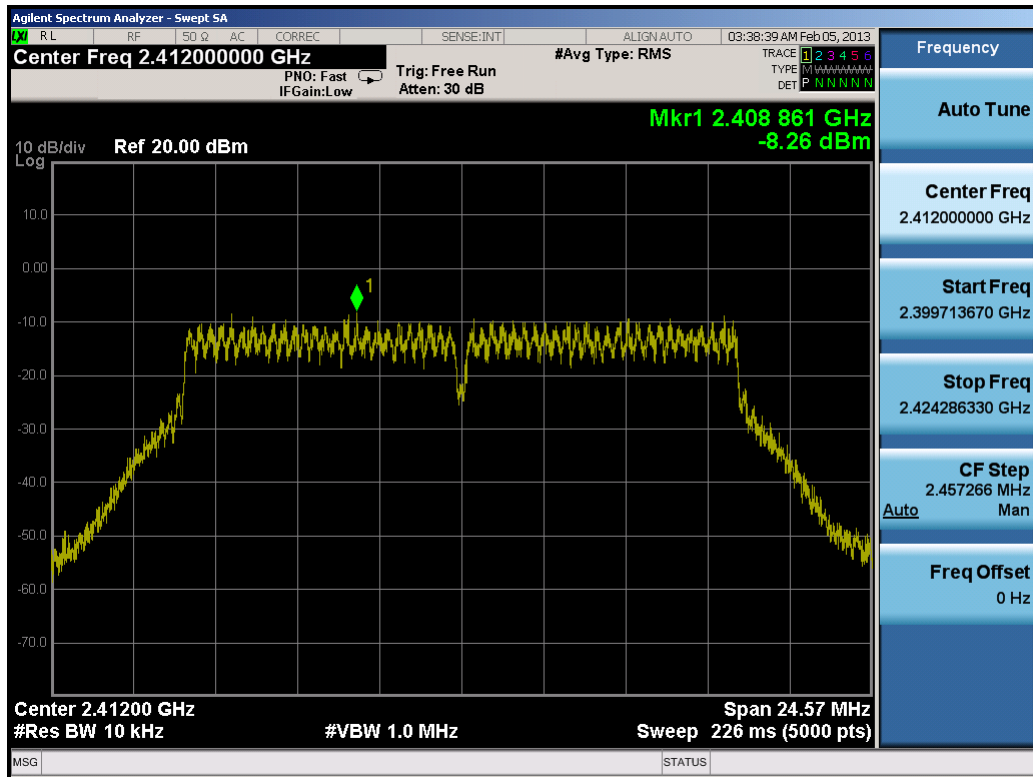 Agilent Spectrum Analyzer - Swept SA
LXI RL RF 50 Ω AC CORREC SENSE:INT ALIGNAUTO 03:38:39 AM Feb 05, 2013
Center Freq 2.412000000 GHz
PNO: Fast
IFGain:Low
Trig: Free Run
Atten: 30 dB
#Avg Type: RMS
TRACE 1 2 3 4 5 6
TYPE M WWWWW
DET P N N N N N
Mkr1 2.408 861 GHz
-8.26 dBm
10 dB/div Ref 20.00 dBm
Log
10.0
0.00
-10.0
-20.0
-30.0
-40.0
-50.0
-60.0
-70.0
1
Center 2.41200 GHz Span 24.57 MHz
#Res BW 10 kHz #VBW 1.0 MHz Sweep 226 ms (5000 pts)
MSG STATUS
Frequency
Auto Tune
Center Freq
2.412000000 GHz
Start Freq
2.399713670 GHz
Stop Freq
2.424286330 GHz
CF Step
2.457266 MHz
Auto Man
Freq Offset
0 Hz